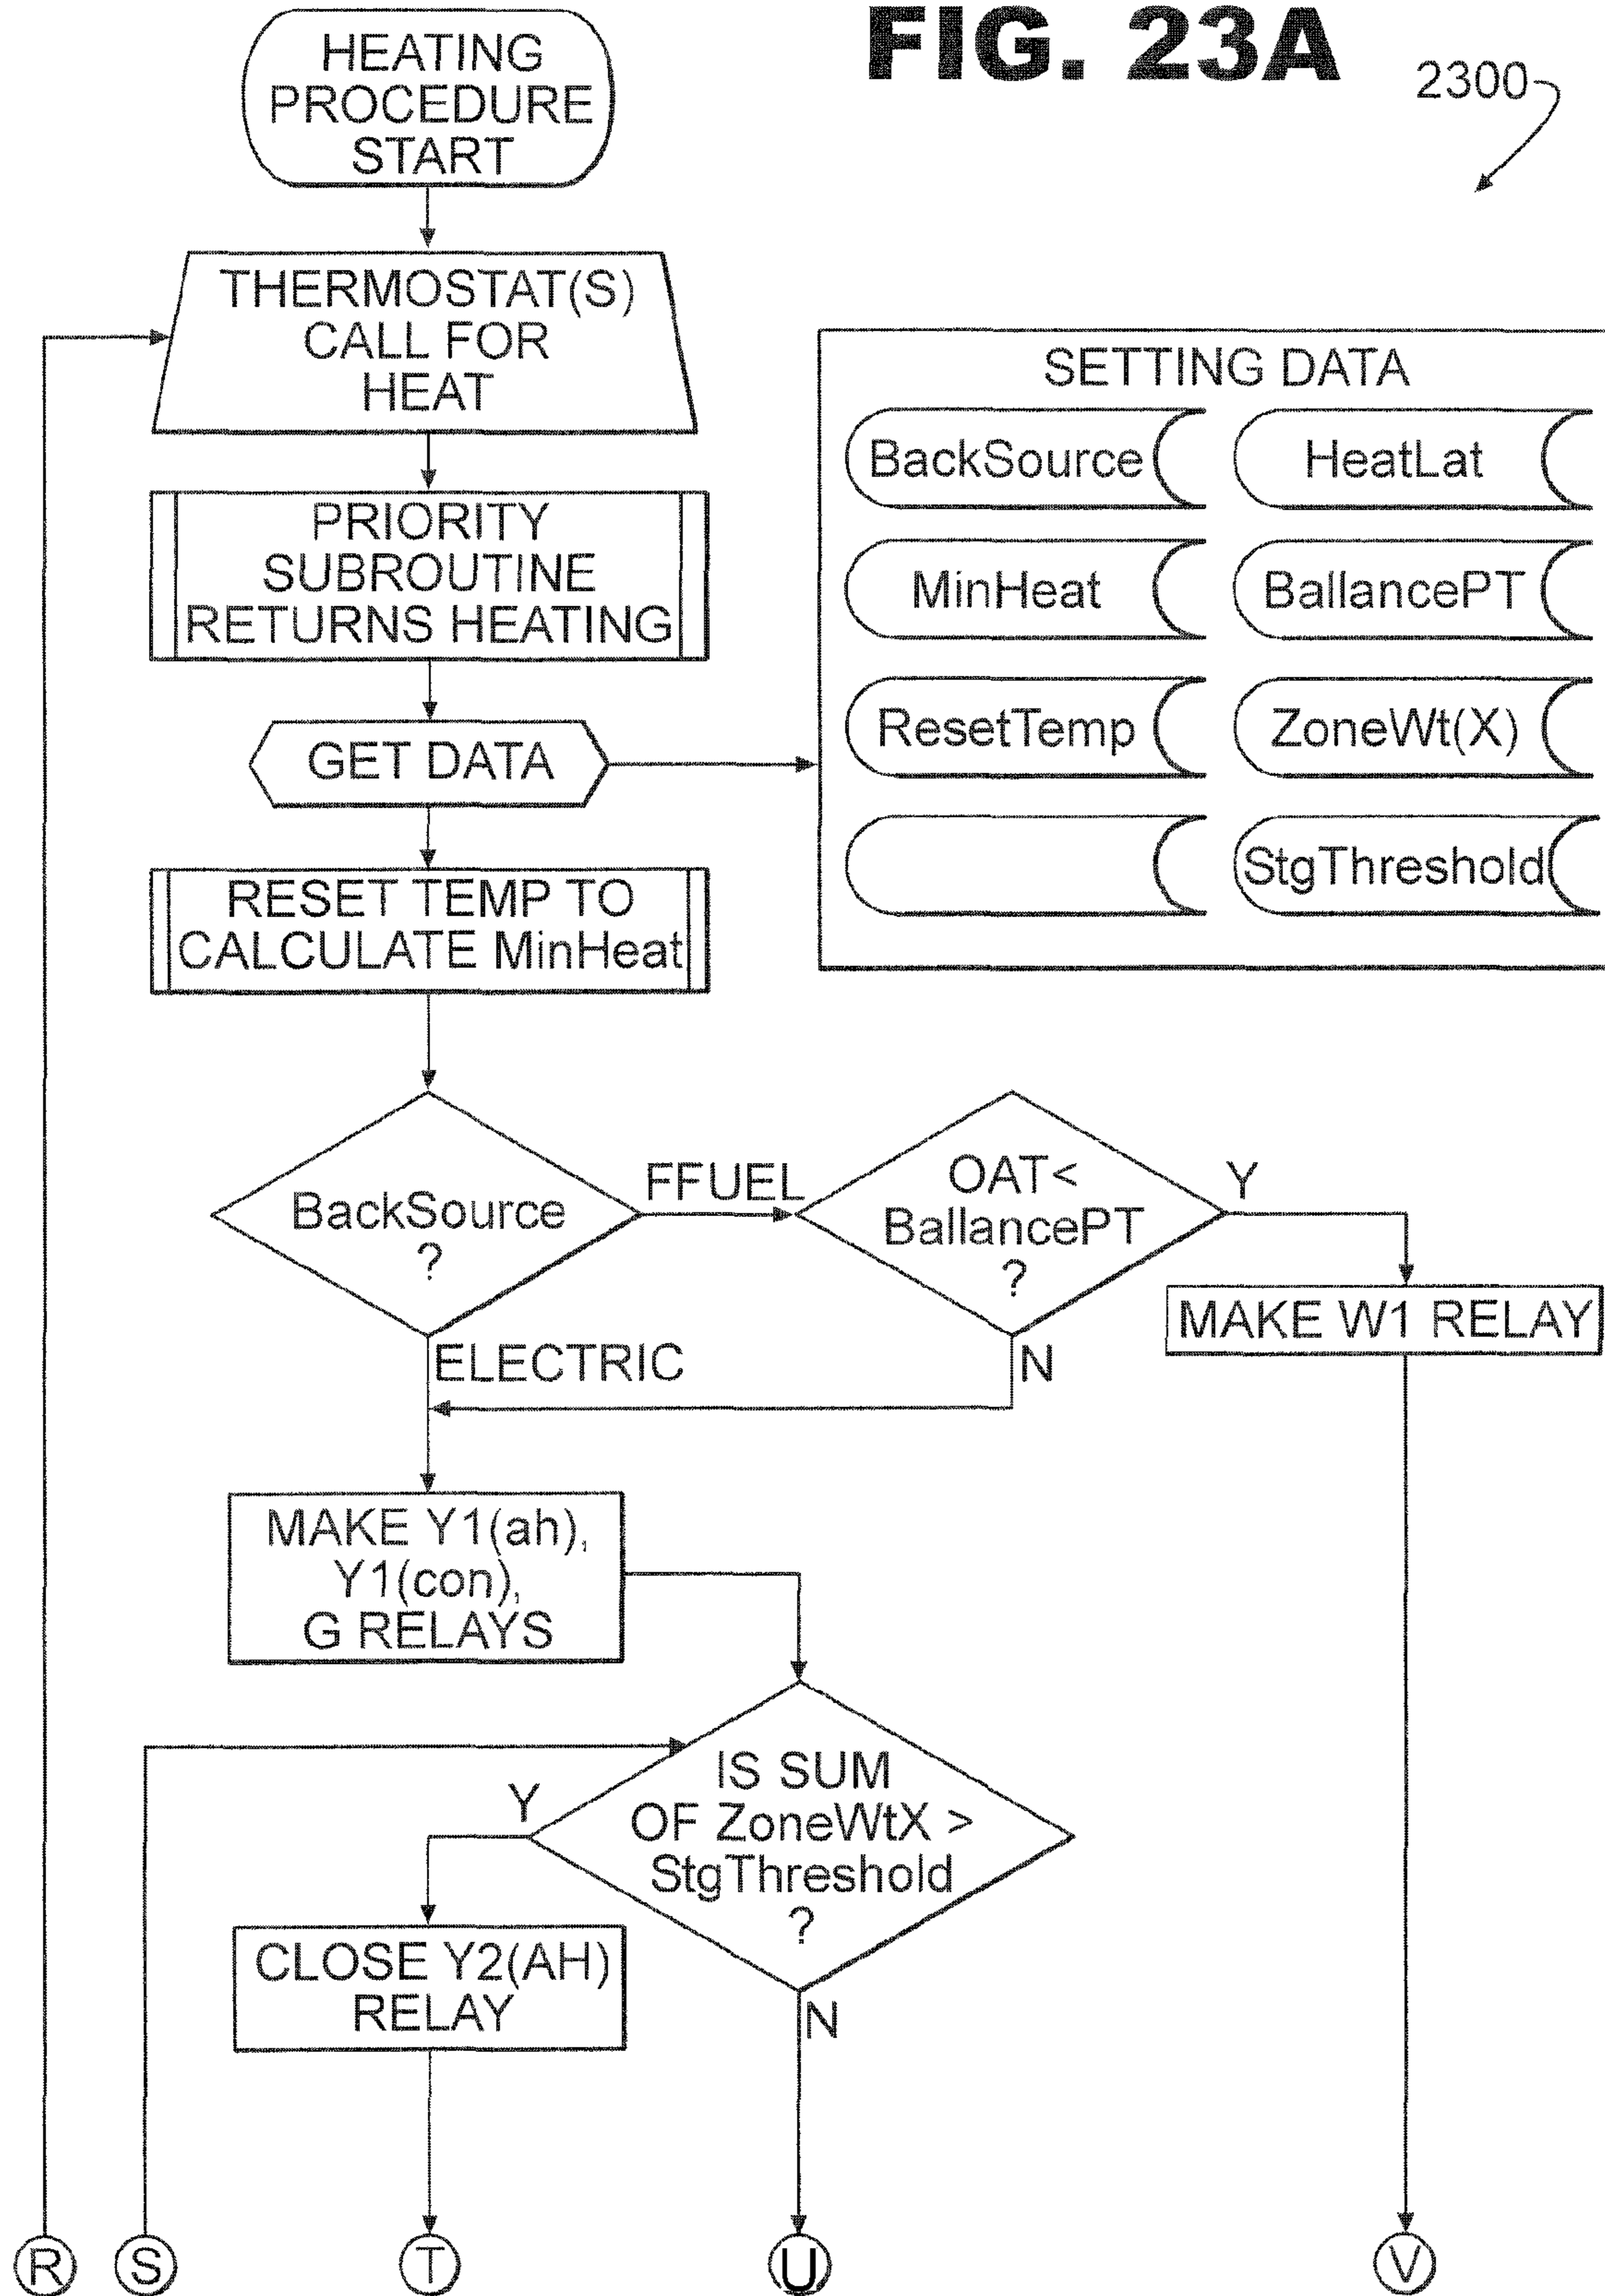 FIG. 23A
2300
HEATING
PROCEDURE
START
THERMOSTAT(S)
CALL FOR
HEAT
PRIORITY
SUBROUTINE
RETURNS HEATING
GET DATA
SETTING DATA
BackSource
HeatLat
MinHeat
BallancePT
ResetTemp
ZoneWt(X)
StgThreshold
RESET TEMP TO
CALCULATE MinHeat
BackSource
?
FFUEL
OAT<
BallancePT
?
Y
MAKE W1 RELAY
ELECTRIC
N
MAKE Y1(ah),
Y1(con),
G RELAYS
IS SUM
OF ZoneWtX >
StgThreshold
?
Y
CLOSE Y2(AH)
RELAY
N
R
S
T
U
V